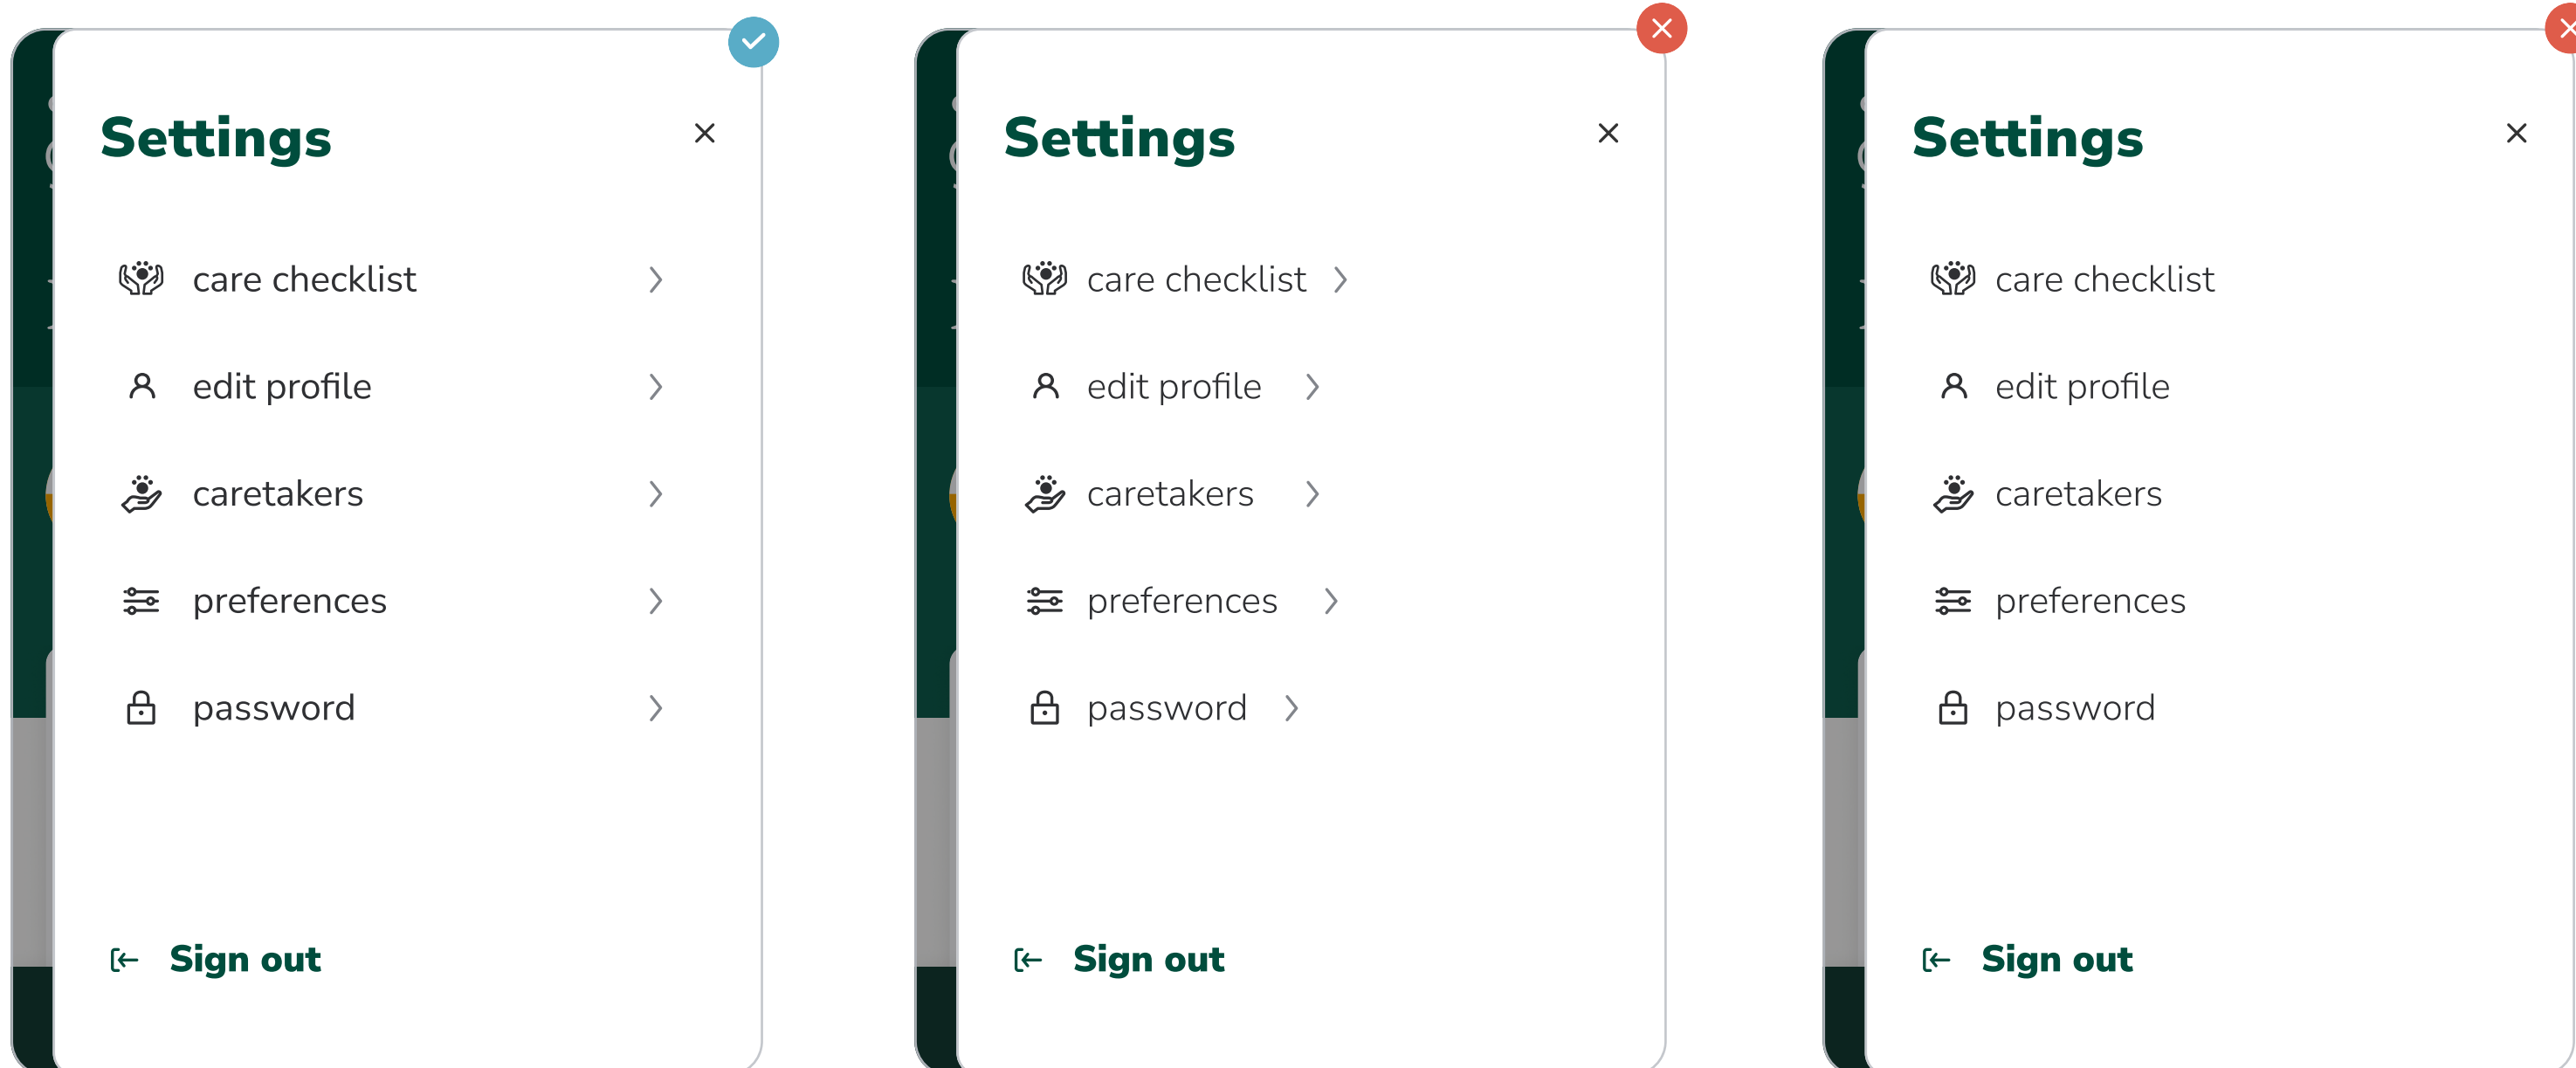 Settings
care checklist
edit profile
caretakers
preferences
password
Sign out
Settings
care checklist
edit profile
caretakers
preferences
password
Sign out
Settings
care checklist
edit profile
caretakers
preferences
password
Sign out